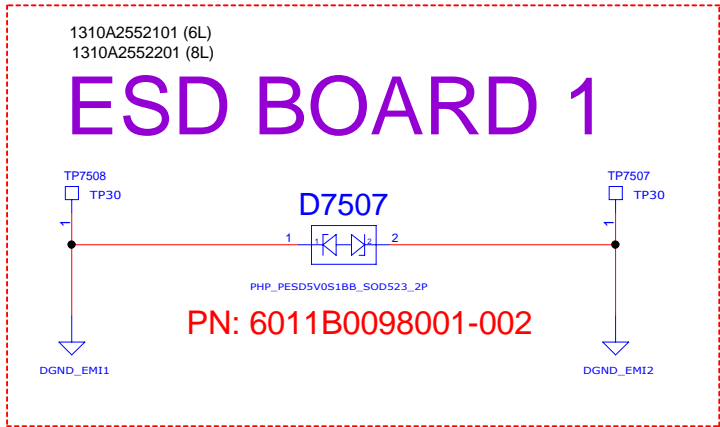 1310A2552101 (6L)
1310A2552201 (8L)
ESD BOARD 1
TP7508
TP30
1
TP7507
TP30
1
D7507
1
1
2
2
PHP_PESD5V0S1BB_SOD523_2P
PN: 6011B0098001-002
DGND_EMI1
DGND_EMI2